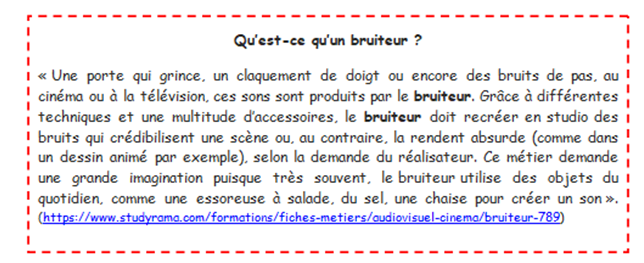 Qu'est-ce qu'un bruiteur ?
« Une porte qui grince, un claquement de doigt ou encore des bruits de pas, au
cinéma ou à la télévision, ces sons sont produits par le bruiteur. Grâce à différentes
techniques et une multitude d'accessoires, le bruiteur doit recréer en studio des
bruits qui crédibilisent une scène ou, au contraire, la rendent absurde (comme dans
un dessin animé par exemple), selon la demande du réalisateur. Ce métier demande
une grande imagination puisque très souvent, le bruiteur utilise des objets du
quotidien, comme une essoreuse à salade, du sel, une chaise pour créer un son ».
(https://www.studyrama.com/formations/fiches-metiers/audiovisuel-cinema/bruiteur-789)